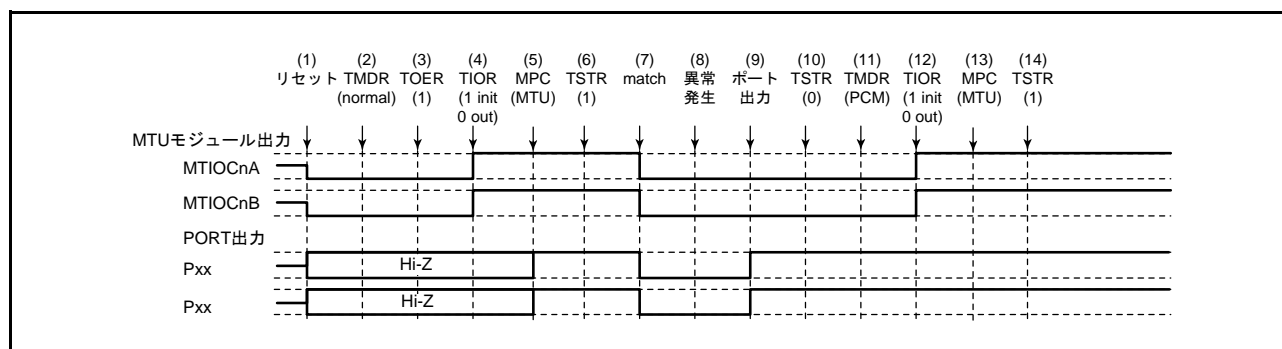 (1) (2) (3) (4) (5) (6) (7) (8) (9) (10) (11) (12) (13) (14)
リセット TMDR TOER TIOR MPC TSTR match 異常 ポート TSTR TMDR TIOR MPC TSTR
(normal) (1) (1 init (MTU) (1) 発生 出力 (0) (PCM) (1 init (MTU) (1)
0 out) 0 out)
MTUモジュール出力
MTIOCnA
MTIOCnB
PORT出力
Pxx Hi-Z
Pxx Hi-Z